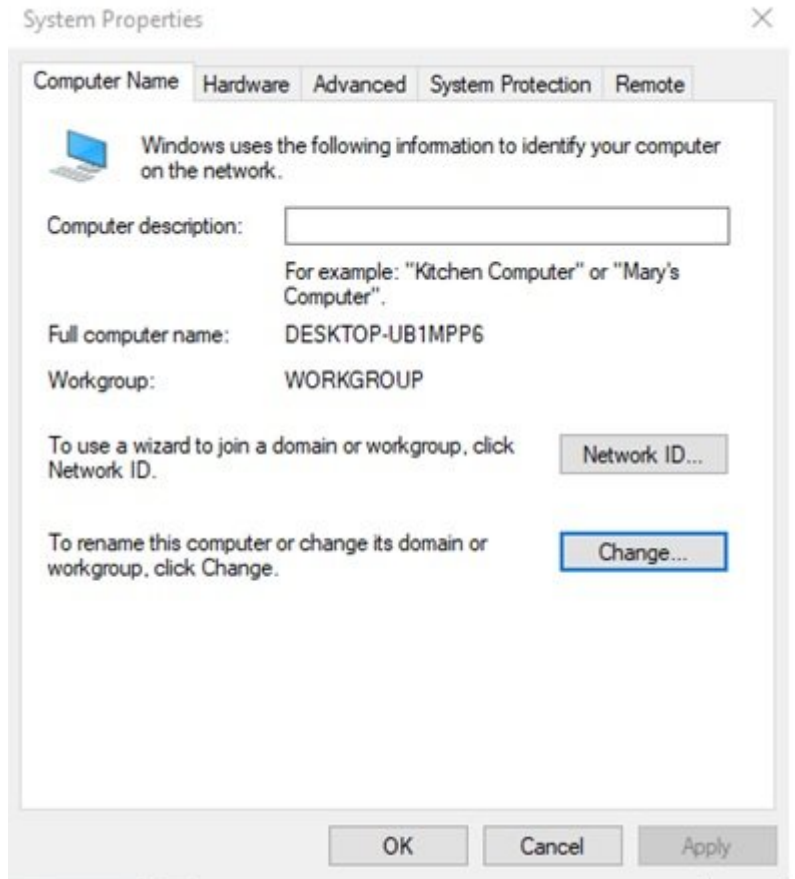 System Properties
Computer Name Hardware Advanced System Protection Remote
Windows uses the following information to identify your computer
on the network.
Computer description:
For example: "Kitchen Computer" or "Mary's
Computer".
Full computer name: DESKTOP-UB1MPP6
Workgroup: WORKGROUP
To use a wizard to join a domain or workgroup, click
Network ID.
Network ID...
To rename this computer or change its domain or
workgroup, click Change.
Change...
OK Cancel Apply